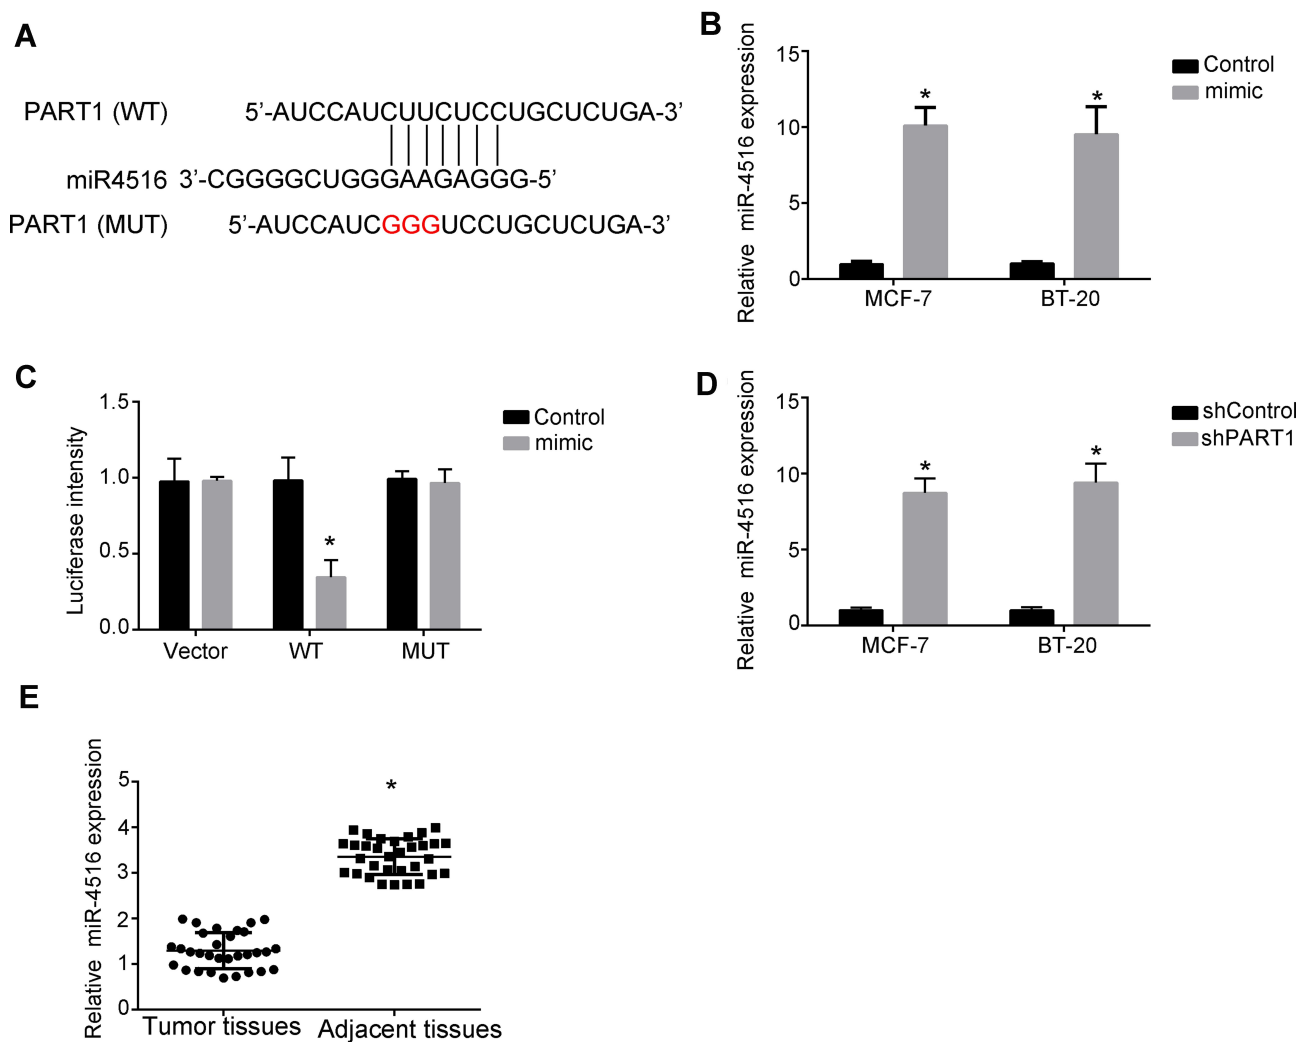 A
PART1 (WT) 5’-AUCCAUCUUCUCCUGCUCUGA-3’
miR4516 3’-CGGGGCUGGGGAAGAGGG-5’
PART1 (MUT) 5’-AUCCAUCGGGUCCUGCUCUGA-3’
B
Relative miR-4516 expression
15
10
5
0
* *
MCF-7 BT-20
Control
mimic
C
Luciferase intensity
1.5
1.0
0.5
0.0
*
Vector WT MUT
Control
mimic
D
Relative miR-4516 expression
15
10
5
0
* *
MCF-7 BT-20
shControl
shPART1
E
Relative miR-4516 expression
5
4
3
2
1
0
*
Tumor tissues Adjacent tissues